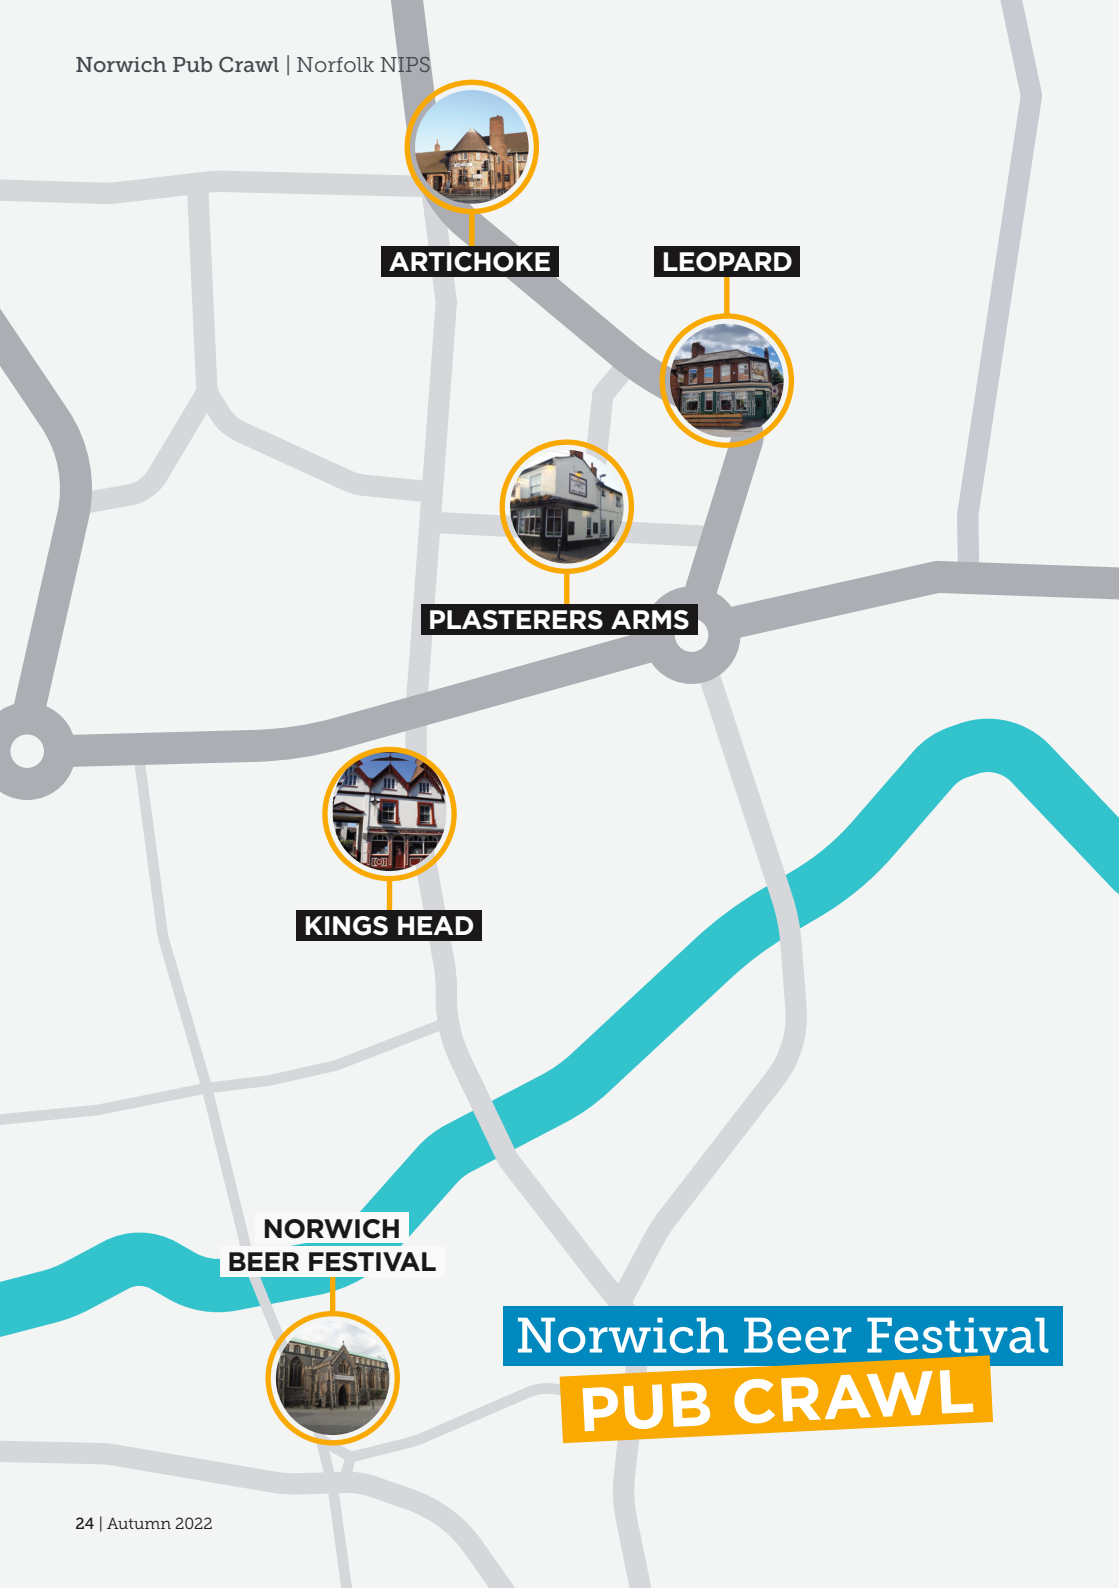 Norwich Pub Crawl | Norfolk NIPS
ARTICHOKE
LEOPARD
PLASTERERS ARMS
KINGS HEAD
NORWICH
BEER FESTIVAL
Norwich Beer Festival
PUB CRAWL
24 | Autumn 2022